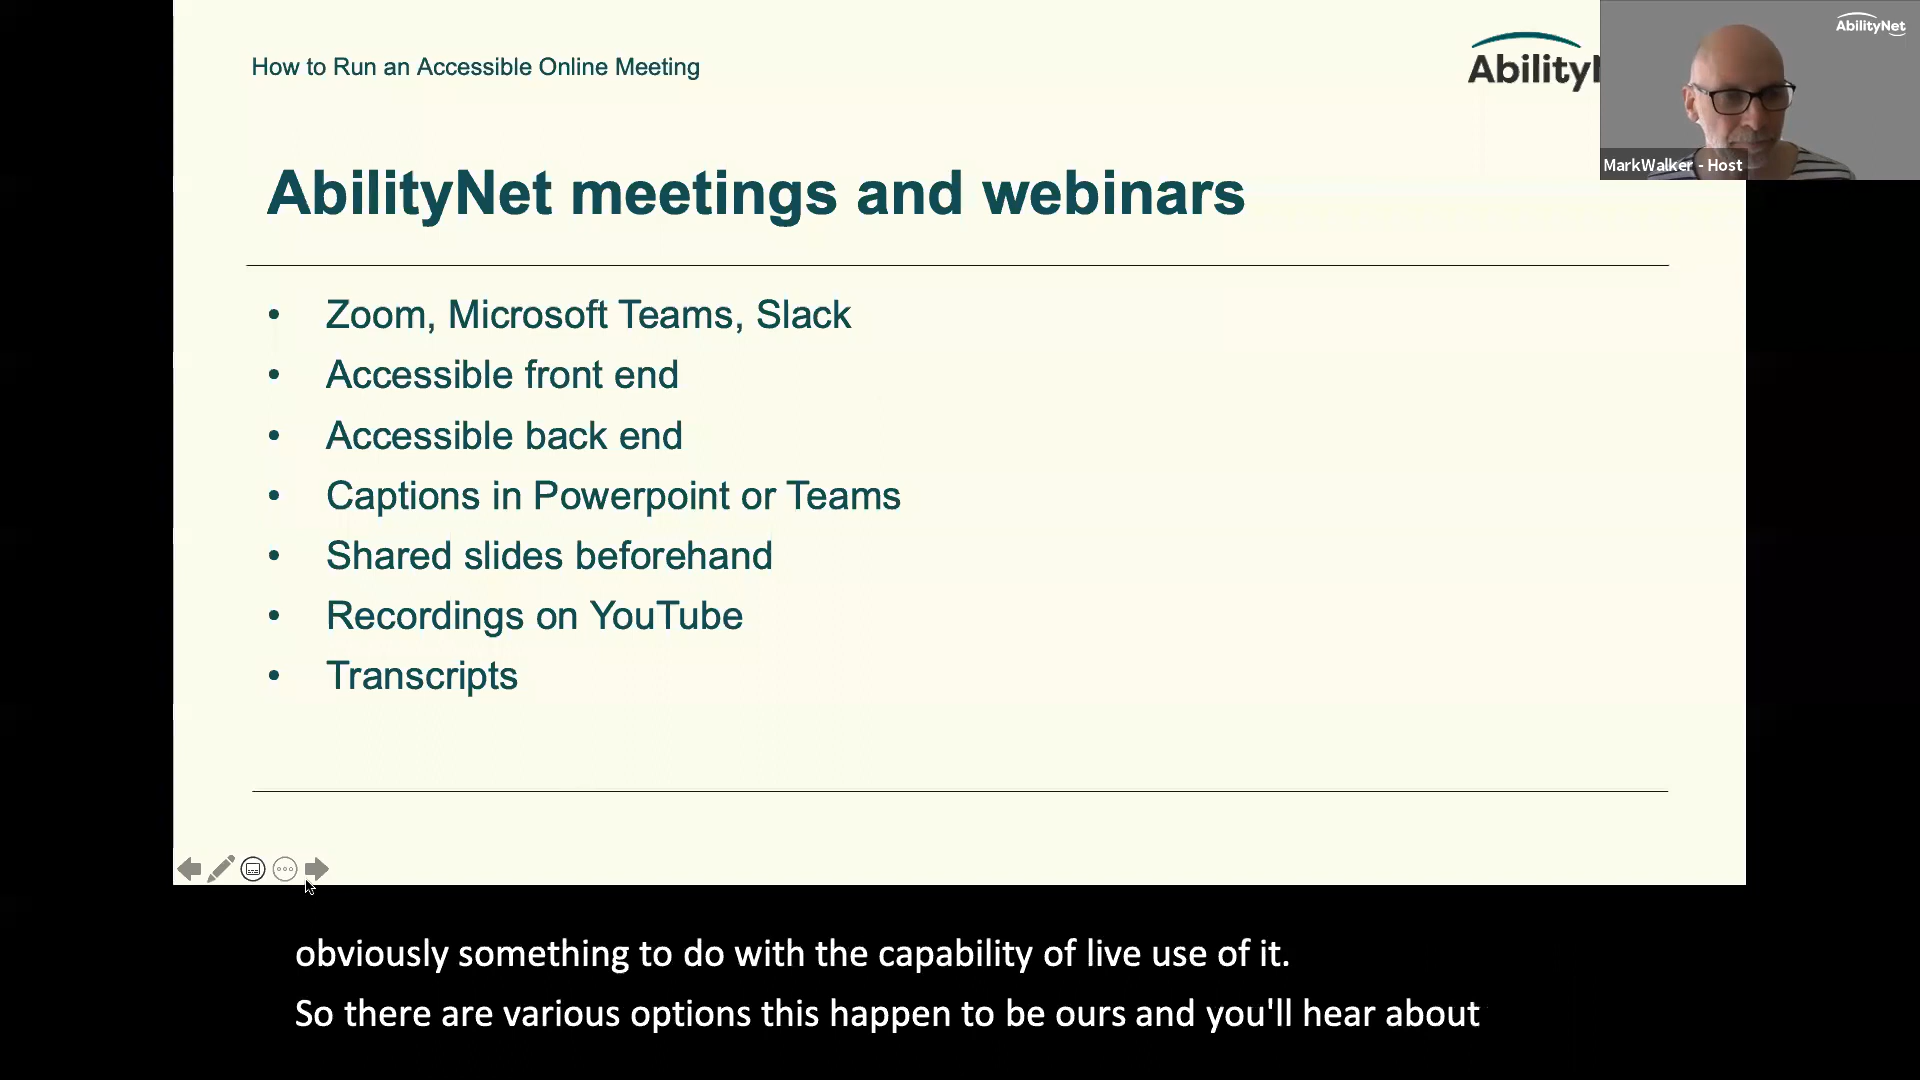 How to Run an Accessible Online Meeting
Ability
AbilityNet
MarkWalker - Host
AbilityNet meetings and webinars
• Zoom, Microsoft Teams, Slack
• Accessible front end
• Accessible back end
• Captions in Powerpoint or Teams
• Shared slides beforehand
• Recordings on YouTube
• Transcripts
obviously something to do with the capability of live use of it.
So there are various options this happen to be ours and you'll hear about